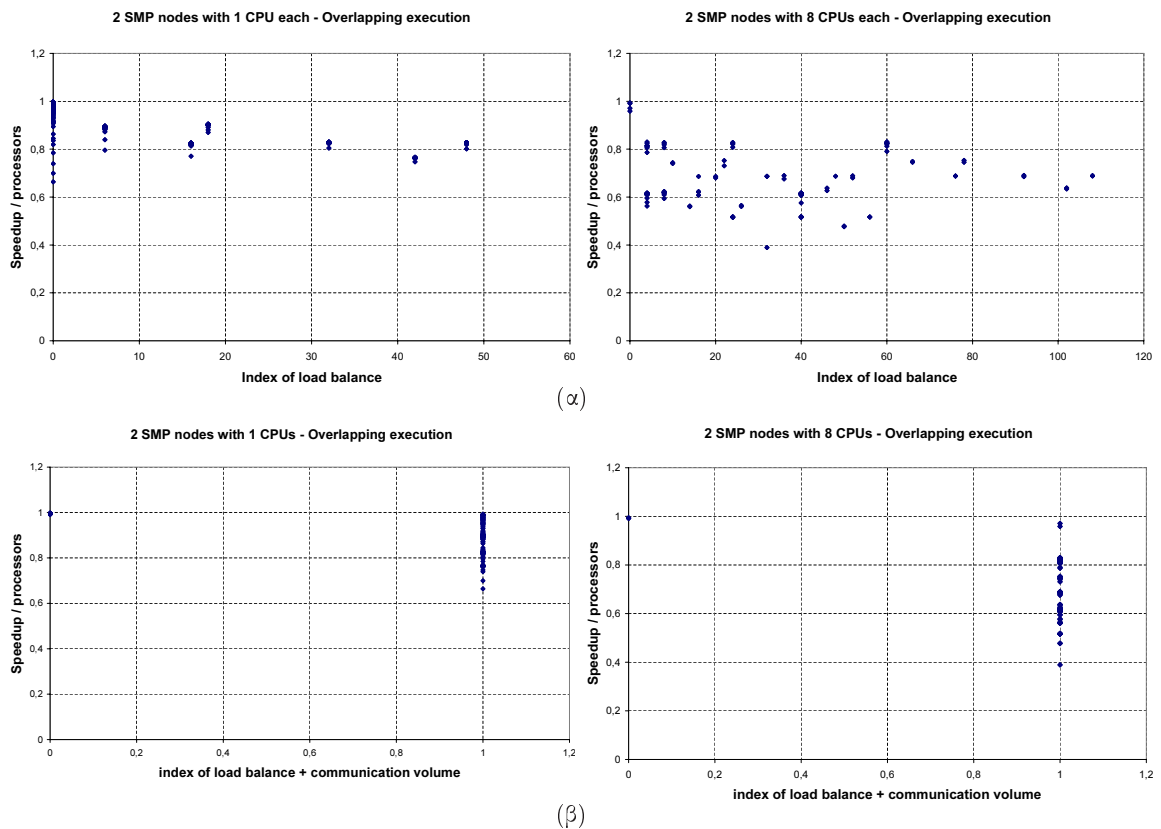 2 SMP nodes with 1 CPU each - Overlapping execution
1,2
1
0,8
0,6
0,4
0,2
0
Speedup / processors
0 10 20 30 40 50 60
Index of load balance
2 SMP nodes with 8 CPUs each - Overlapping execution
1,2
1
0,8
0,6
0,4
0,2
0
Speedup / processors
0 20 40 60 80 100 120
Index of load balance
(α)
2 SMP nodes with 1 CPUs - Overlapping execution
1,2
1
0,8
0,6
0,4
0,2
0
Speedup / processors
0 0,2 0,4 0,6 0,8 1 1,2
index of load balance + communication volume
2 SMP nodes with 8 CPUs - Overlapping execution
1,2
1
0,8
0,6
0,4
0,2
0
Speedup / processors
0 0,2 0,4 0,6 0,8 1 1,2
index of load balance + communication volume
(β)